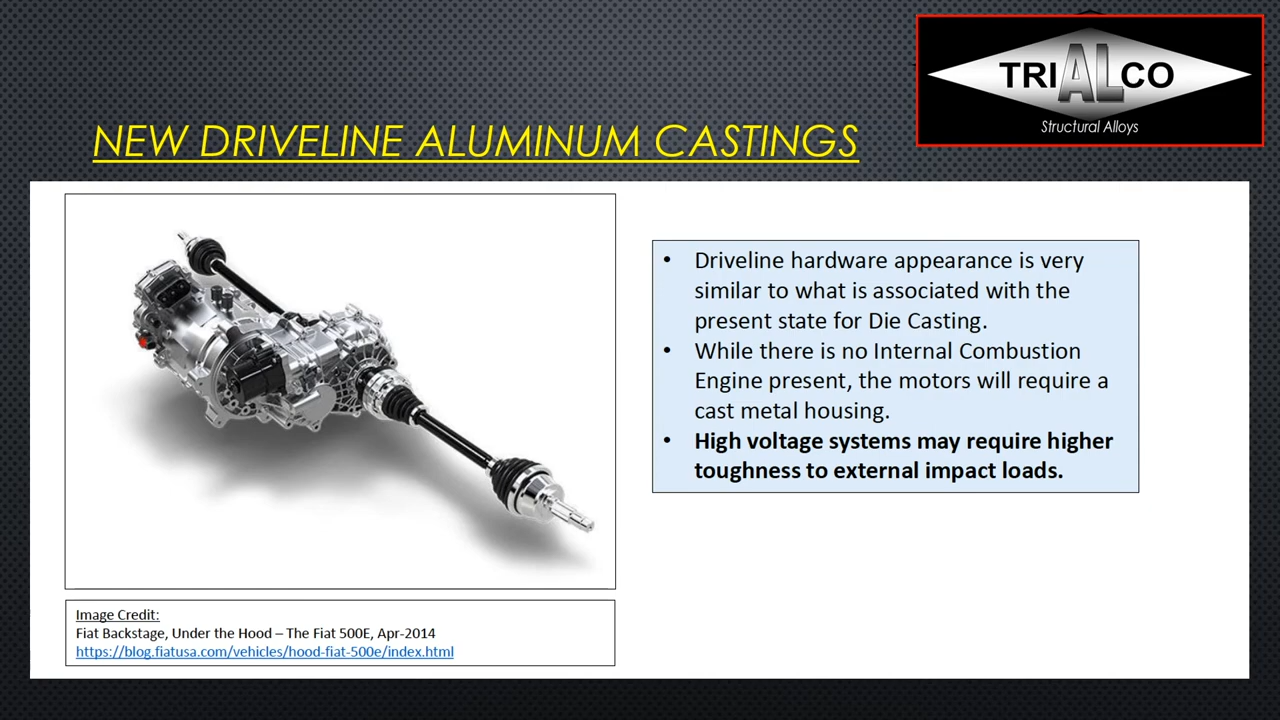 TRIALCO
Structural Alloys
NEW DRIVELINE ALUMINUM CASTINGS
• Driveline hardware appearance is very
similar to what is associated with the
present state for Die Casting.
• While there is no Internal Combustion
Engine present, the motors will require a
cast metal housing.
• High voltage systems may require higher
toughness to external impact loads.
Image Credit:
Fiat Backstage, Under the Hood – The Fiat 500E, Apr-2014
https://blog.fiatusa.com/vehicles/hood-fiat-500e/index.html